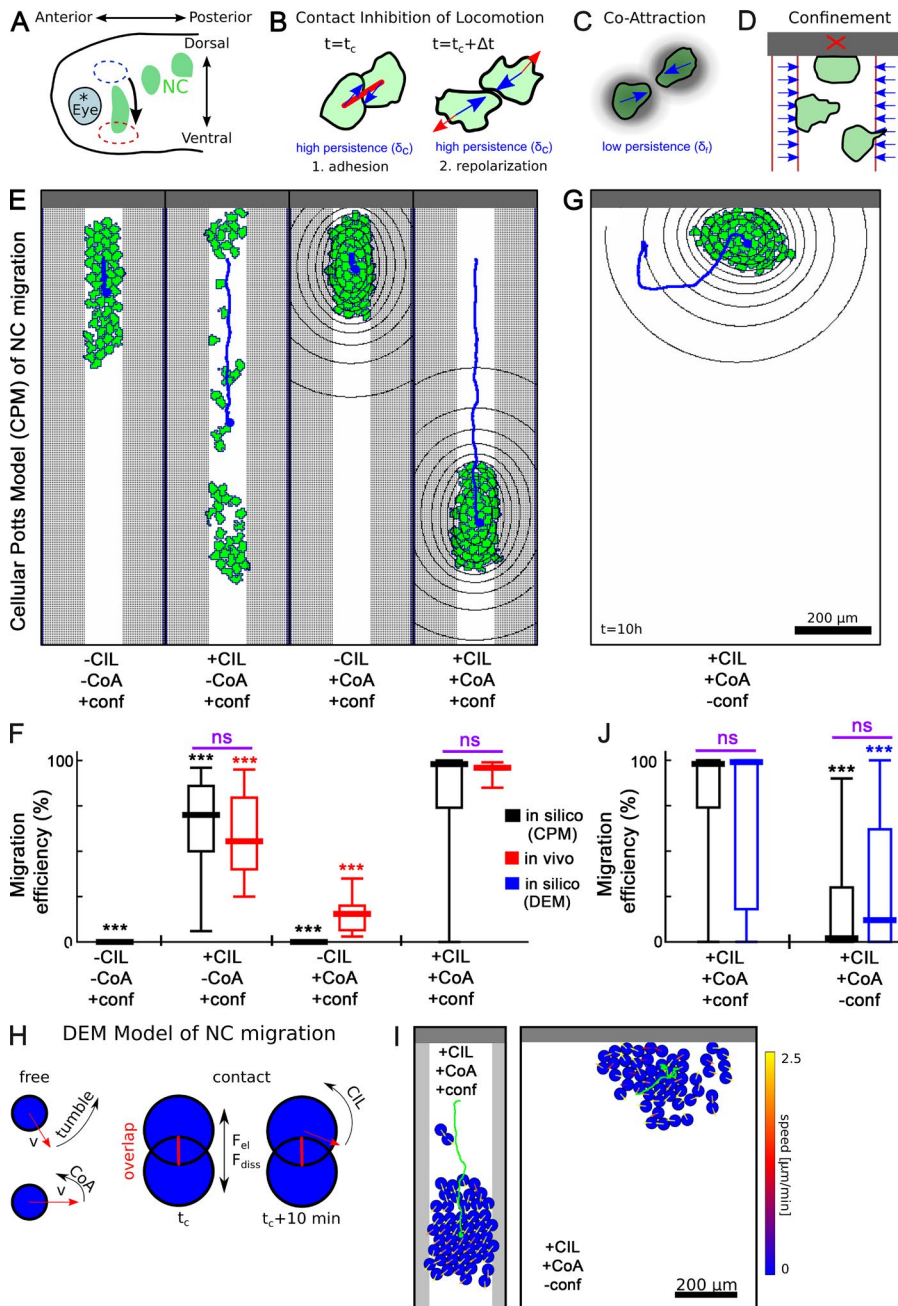 A
Anterior
Posterior
Dorsal
NC
*
Eye
Ventral
B Contact Inhibition of Locomotion
t=tc
t=tc+Δt
high persistence (δc)
high persistence (δc)
1. adhesion
2. repolarization
C Co-Attraction
low persistence (δr)
D Confinement
E
Cellular Potts Model (CPM) of NC migration
-CIL
-CoA
+conf
+CIL
-CoA
+conf
-CIL
+CoA
+conf
+CIL
+CoA
+conf
G
t=10h
200 µm
+CIL
+CoA
-conf
F
Migration
efficiency (%)
100
0
***
ns
*** ***
***
***
ns
in silico
(CPM)
in vivo
in silico
(DEM)
-CIL
-CoA
+conf
+CIL
-CoA
+conf
-CIL
+CoA
+conf
+CIL
+CoA
+conf
J
Migration
efficiency (%)
100
0
ns
ns
***
***
+CIL
+CoA
+conf
+CIL
+CoA
-conf
H DEM Model of NC migration
free
v
tumble
CoA
v
contact
overlap
Fel
Fdiss
CIL
tc
tc+10 min
I
+CIL
+CoA
+conf
+CIL
+CoA
-conf
200 µm
2.5
speed [µm/min]
0